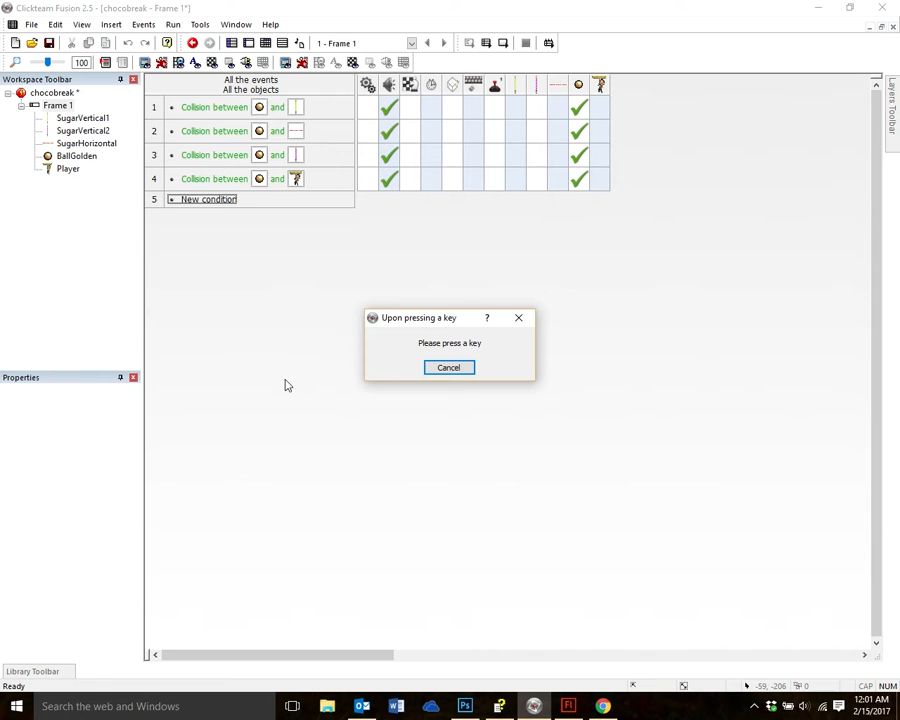 Clickteam Fusion 2.5 - [chocobreak - Frame 1*]
File Edit View Insert Events Run Tools Window Help
1 - Frame 1
100
Workspace Toolbar
All the events
All the objects
Layers Toolbar
chocobreak *
Frame 1
SugarVertical1
SugarVertical2
SugarHorizontal
BallGolden
Player
1 Collision between and
2 Collision between and
3 Collision between and
4 Collision between and
5 New condition
Upon pressing a key ?
Please press a key
Cancel
Properties
Library Toolbar
Ready
-59, -206 0 CAP NUM
Search the web and Windows
12:01 AM
2/15/2017